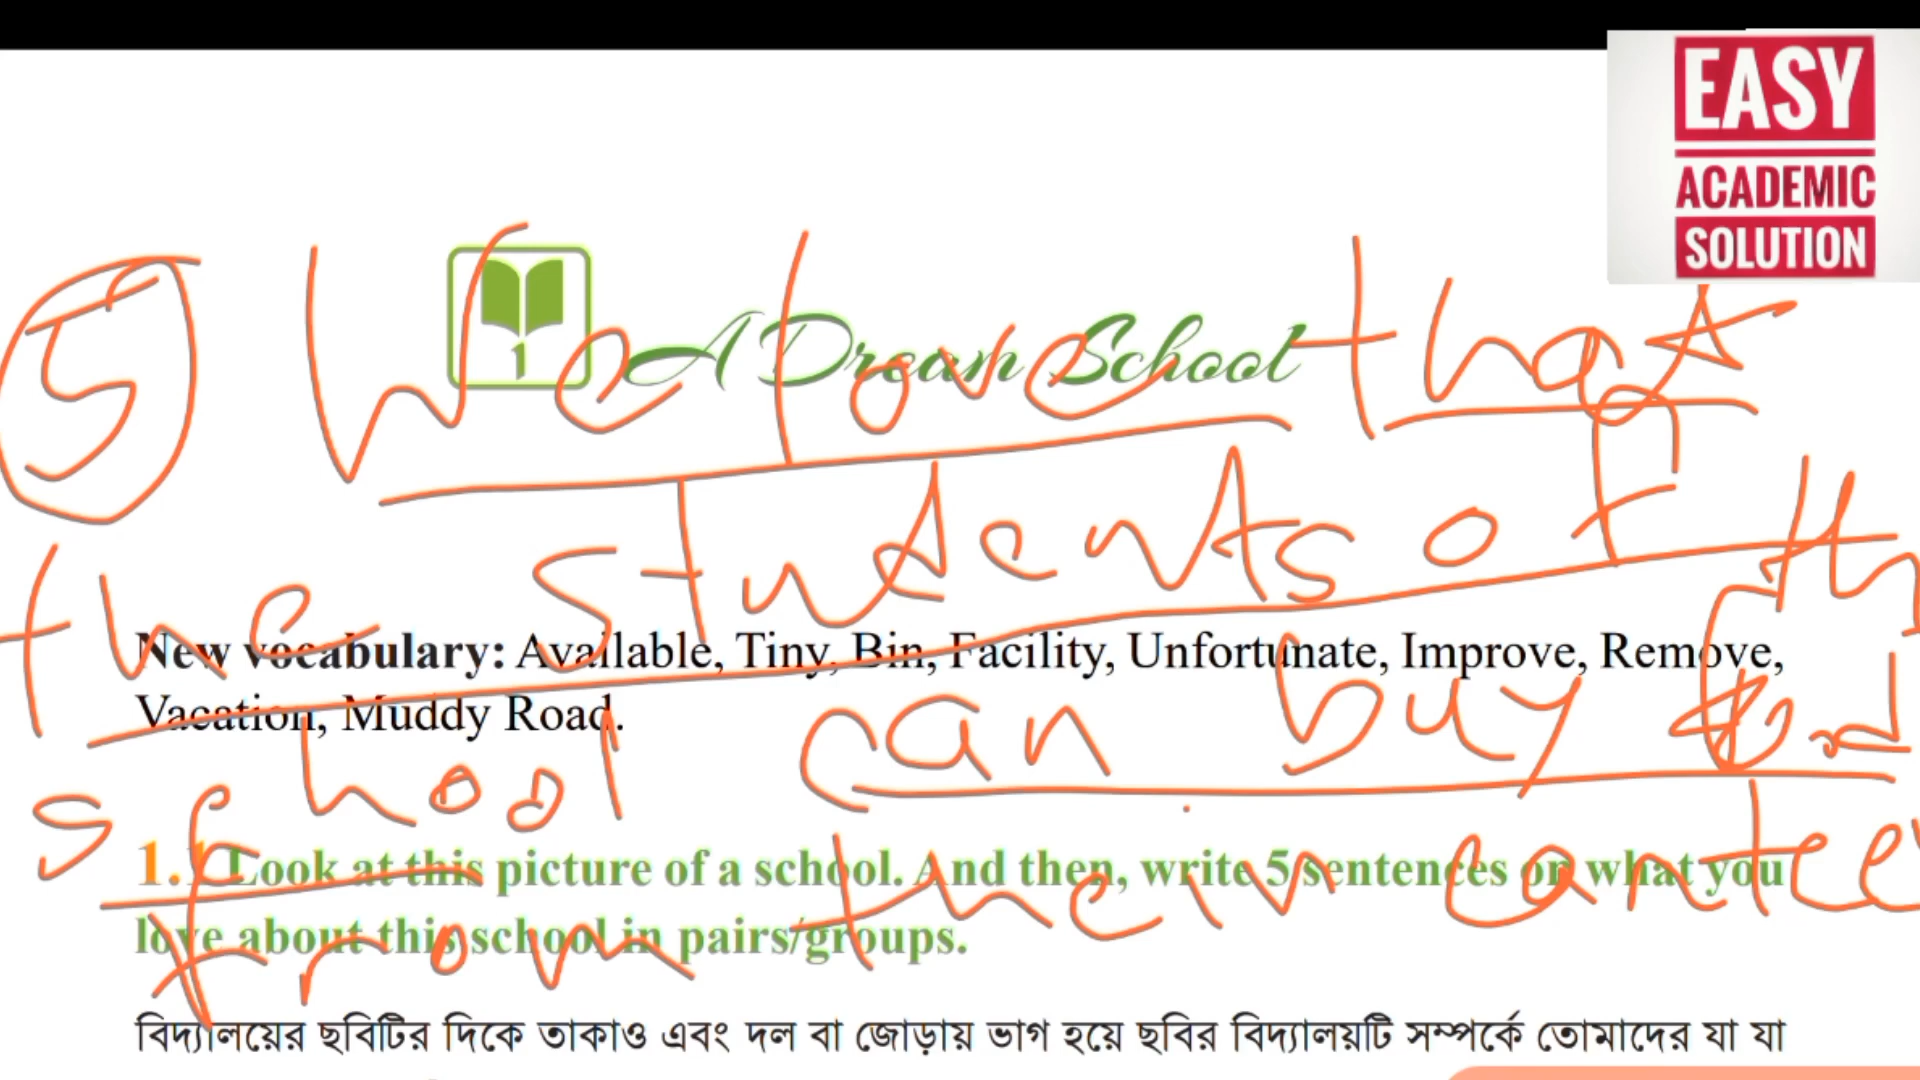 EASY
ACADEMIC
SOLUTION
1
A Dream School
5 We love that
the students of
school can buy
from their
New vocabulary: Available, Tiny, Bin, Facility, Unfortunate, Improve, Remove,
Vacation, Muddy Road.
1.1 Look at this picture of a school. And then, write 5 sentences on what you
love about this school in pairs/groups.
বিদ্যালয়ের ছবিটির দিকে তাকাও এবং দল বা জোড়ায় ভাগ হয়ে ছবির বিদ্যালয়টি সম্পর্কে তোমাদের যা যা